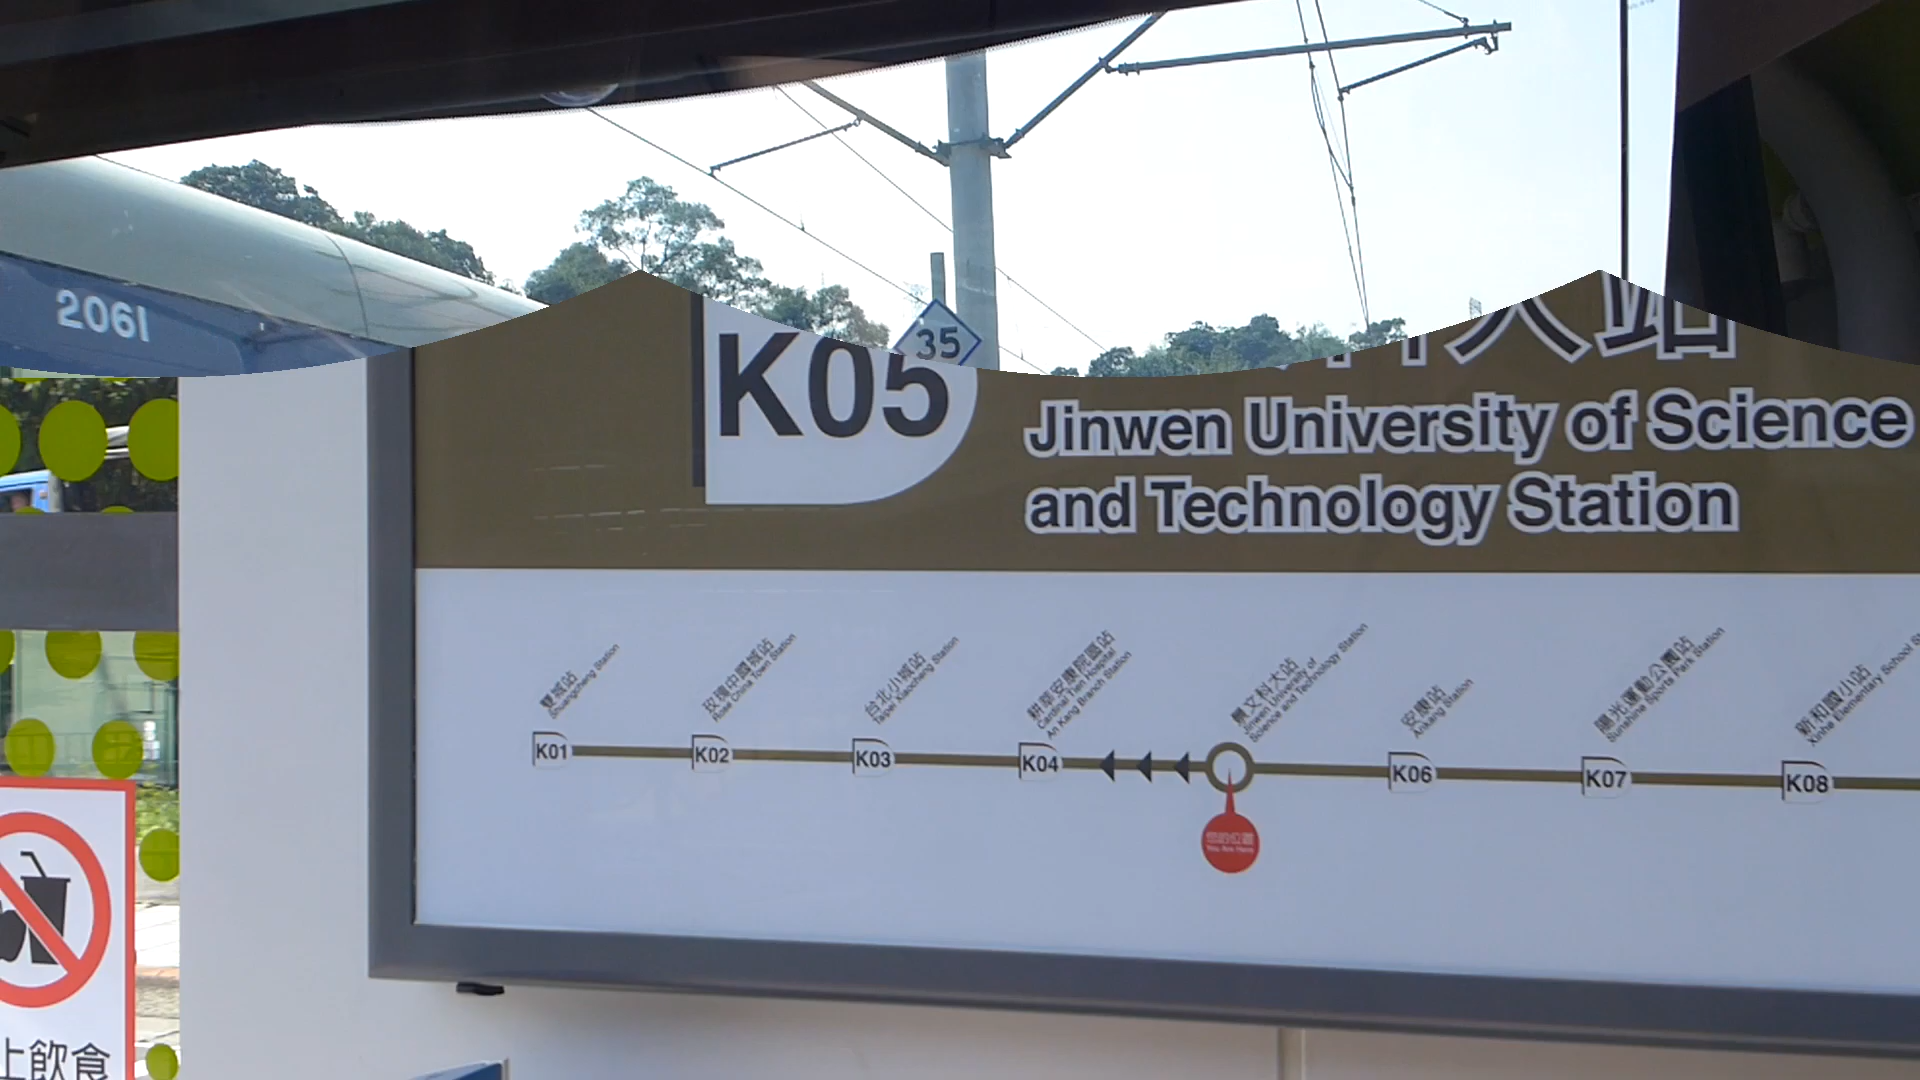 2061
35
科大站
K05
Jinwen University of Science
and Technology Station
雙城站
Shuangcheng Station
玫瑰中國城站
Rose China Town Station
台北小城站
Taipei Xiaocheng Station
耕莘安康院區站
Cardinal Tien Hospital
An Kang Branch Station
景文科大站
Jinwen University of
Science and Technology Station
安康站
Ankang Station
陽光運動公園站
Sunshine Sports Park Station
新和國小站
Xinhe Elementary School
K01
K02
K03
K04
K06
K07
K08
您的位置
You Are Here
止飲食